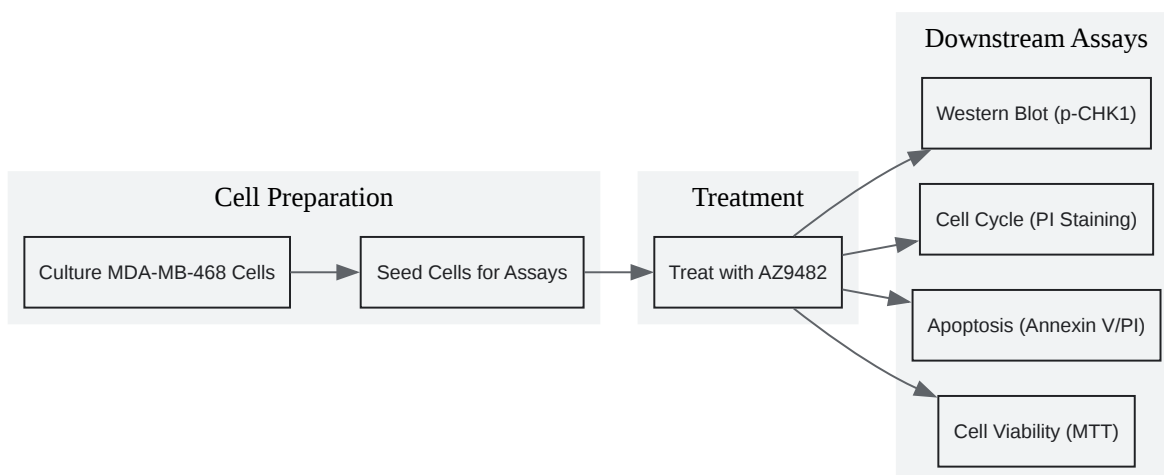 Cell Preparation
Culture MDA-MB-468 Cells
Seed Cells for Assays
Treatment
Treat with AZ9482
Downstream Assays
Western Blot (p-CHK1)
Cell Cycle (PI Staining)
Apoptosis (Annexin V/PI)
Cell Viability (MTT)